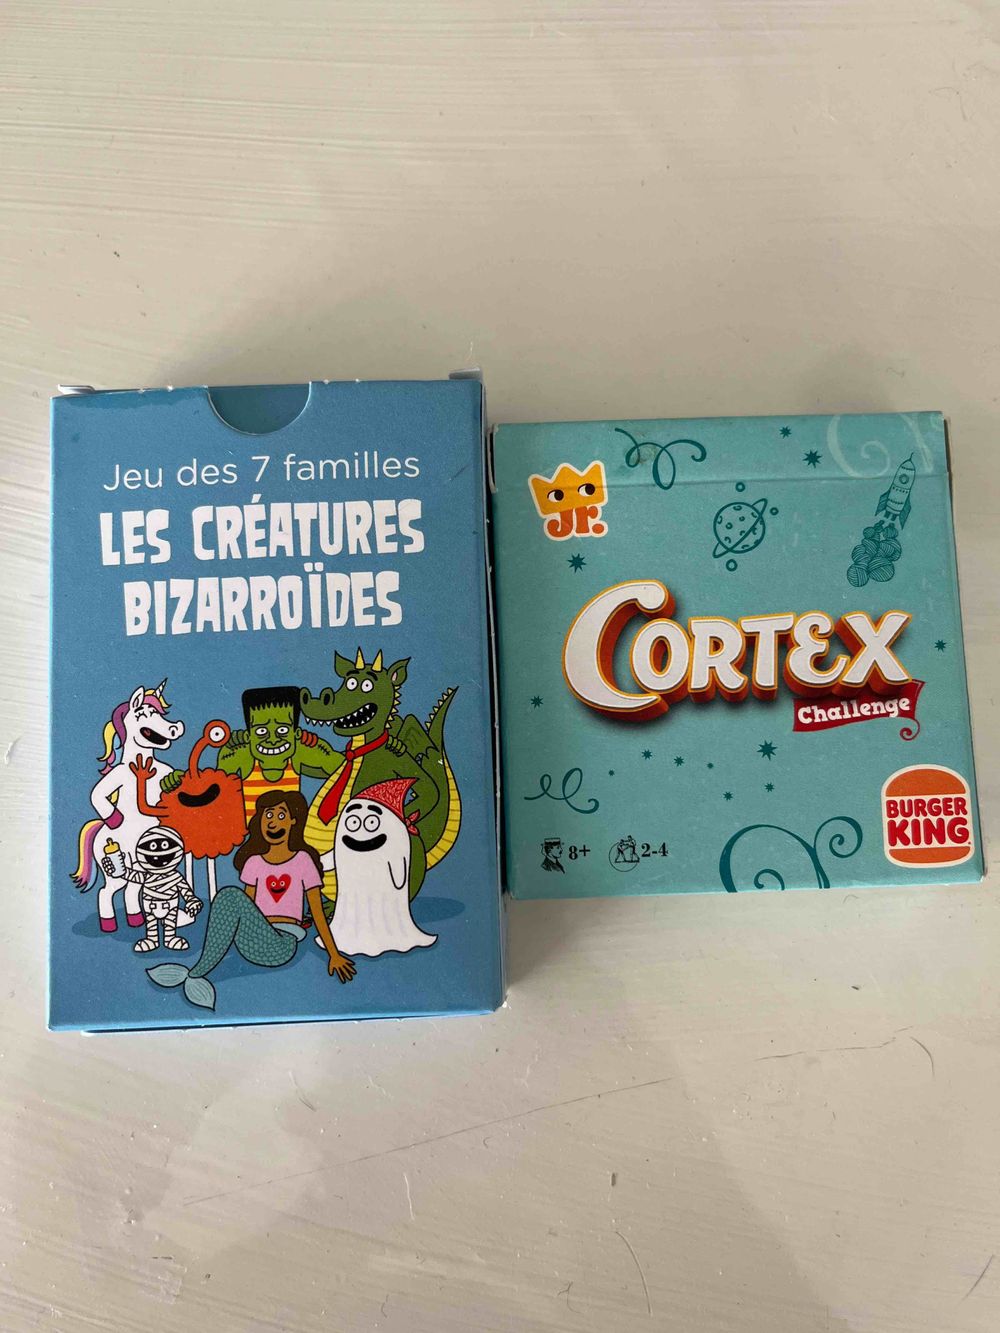 Jeu des 7 familles
LES CRÉATURES
BIZARROÏDES
Jr.
CORTEX
Challenge
8+
2-4
BURGER
KING